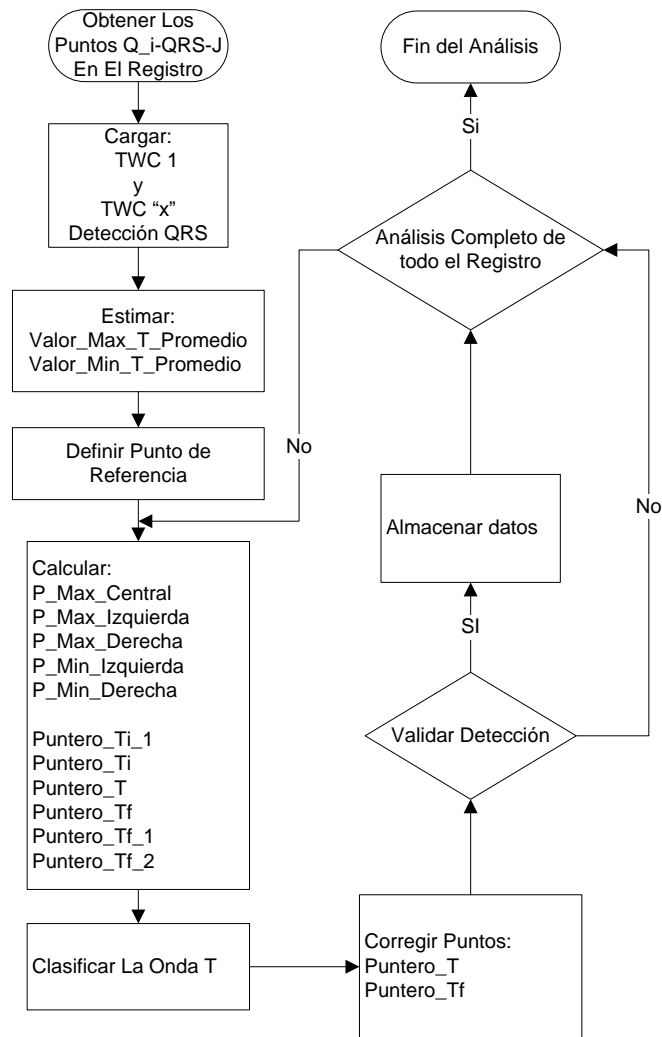 Obtener Los
Puntos Q_i-QRS-J
En El Registro
Cargar:
TWC 1
y
TWC “x”
Detección QRS
Estimar:
Valor_Max_T_Promedio
Valor_Min_T_Promedio
Definir Punto de
Referencia
Calcular:
P_Max_Central
P_Max_Izquierda
P_Max_Derecha
P_Min_Izquierda
P_Min_Derecha
Puntero_Ti_1
Puntero_Ti
Puntero_T
Puntero_Tf
Puntero_Tf_1
Puntero_Tf_2
Clasificar La Onda T
Corregir Puntos:
Puntero_T
Puntero_Tf
Validar Detección
SI
No
Almacenar datos
Análisis Completo de
todo el Registro
No
Si
Fin del Análisis